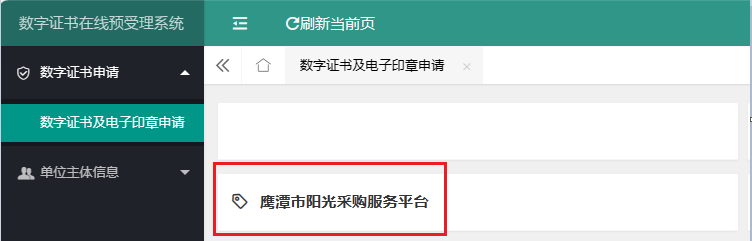 数字证书在线预受理系统
刷新当前页
数字证书申请
数字证书及电子印章申请
数字证书及电子印章申请
单位主体信息
鹰潭市阳光采购服务平台